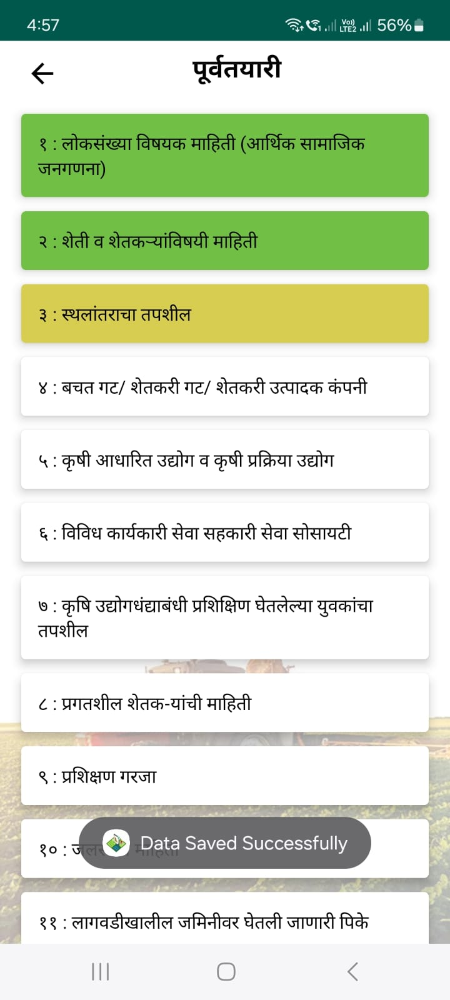 4:57
Vo)) LTE2 56%
पूर्वतयारी
१ : लोकसंख्या विषयक माहिती (आर्थिक सामाजिक
जनगणना)
२ : शेती व शेतकऱ्यांविषयी माहिती
३ : स्थलांतराचा तपशील
४ : बचत गट/ शेतकरी गट/ शेतकरी उत्पादक कंपनी
५ : कृषी आधारित उद्योग व कृषी प्रक्रिया उद्योग
६ : विविध कार्यकारी सेवा सहकारी सेवा सोसायटी
७ : कृषि उद्योगधंद्याबंधी प्रशिक्षिण घेतलेल्या युवकांचा
तपशील
८ : प्रगतशील शेतक-यांची माहिती
९ : प्रशिक्षण गरजा
१० : माहिती
Data Saved Successfully
११ : लागवडीखालील जमिनीवर घेतली जाणारी पिके